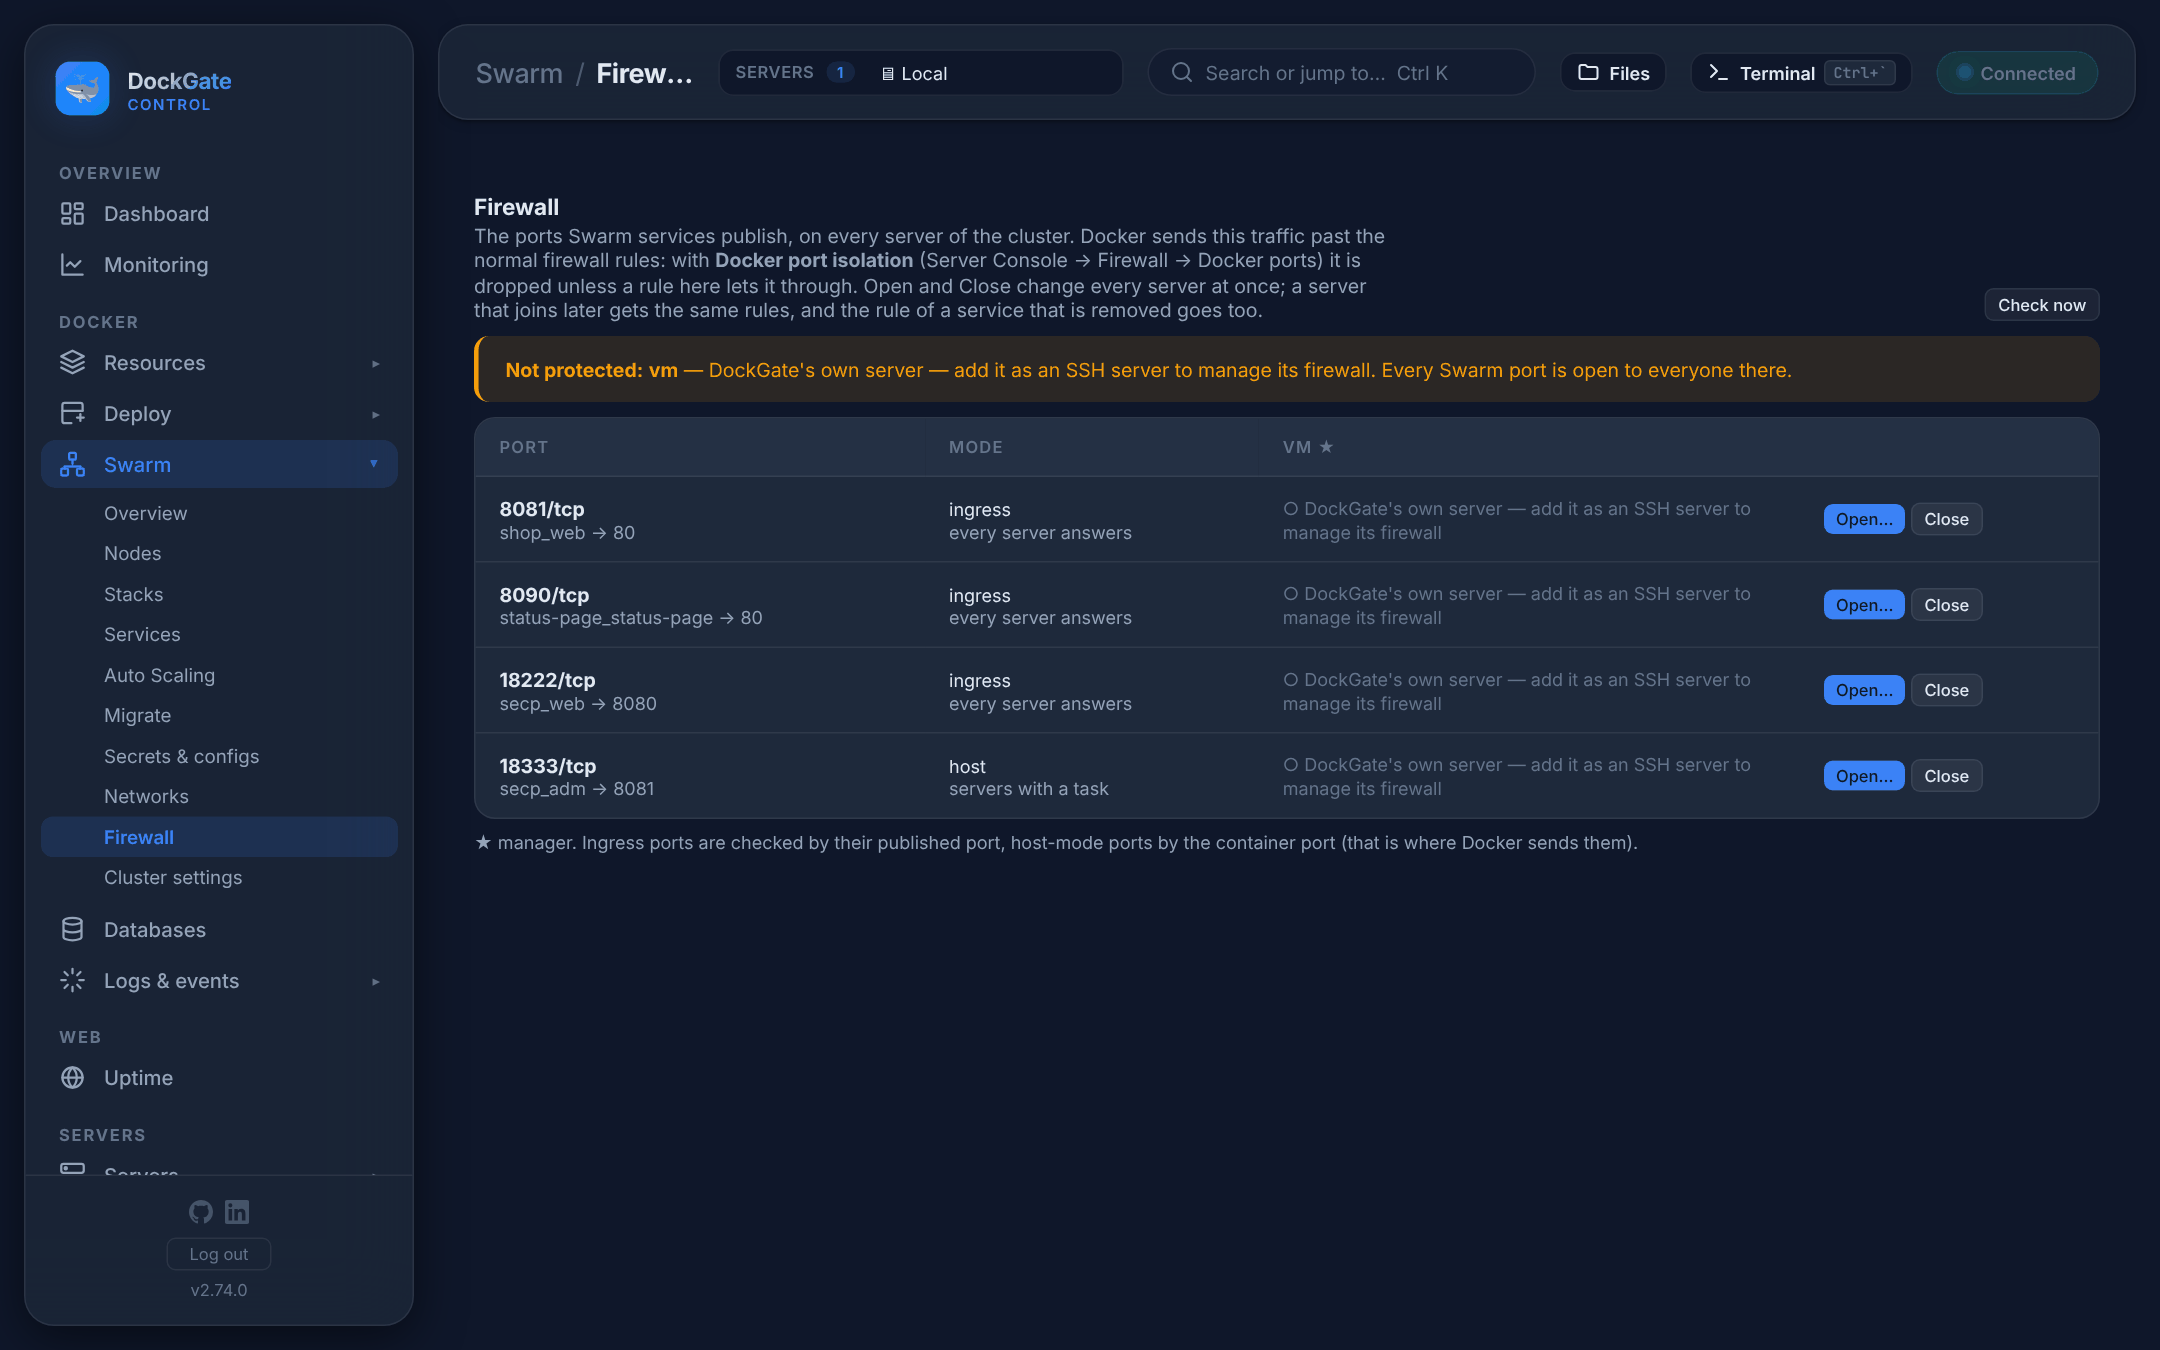 DockGate
CONTROL
OVERVIEW
Dashboard
Monitoring
DOCKER
Resources
Deploy
Swarm
Overview
Nodes
Stacks
Services
Auto Scaling
Migrate
Secrets & configs
Networks
Firewall
Cluster settings
Databases
Logs & events
WEB
Uptime
SERVERS
Servers
Log out
v2.74.0
Swarm / Firew... SERVERS 1 Local Search or jump to... Ctrl K Files Terminal Ctrl+` Connected
Firewall
The ports Swarm services publish, on every server of the cluster. Docker sends this traffic past the
normal firewall rules: with Docker port isolation (Server Console → Firewall → Docker ports) it is
dropped unless a rule here lets it through. Open and Close change every server at once; a server
that joins later gets the same rules, and the rule of a service that is removed goes too.
Check now
Not protected: vm — DockGate's own server — add it as an SSH server to manage its firewall. Every Swarm port is open to everyone there.
PORT MODE VM ★
8081/tcp ingress ○ DockGate's own server — add it as an SSH server to Open... Close
shop_web → 80 every server answers manage its firewall
8090/tcp ingress ○ DockGate's own server — add it as an SSH server to Open... Close
status-page_status-page → 80 every server answers manage its firewall
18222/tcp ingress ○ DockGate's own server — add it as an SSH server to Open... Close
secp_web → 8080 every server answers manage its firewall
18333/tcp host ○ DockGate's own server — add it as an SSH server to Open... Close
secp_adm → 8081 servers with a task manage its firewall
★ manager. Ingress ports are checked by their published port, host-mode ports by the container port (that is where Docker sends them).